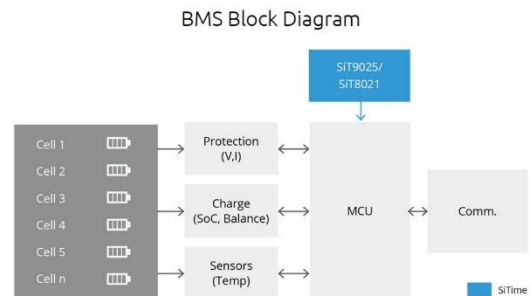 BMS Block Diagram
SiT9025/
SiT8021
Cell 1
Cell 2
Cell 3
Cell 4
Cell 5
Cell n
Protection
(V,I)
Charge
(SoC, Balance)
Sensors
(Temp)
MCU
Comm.
SiTime